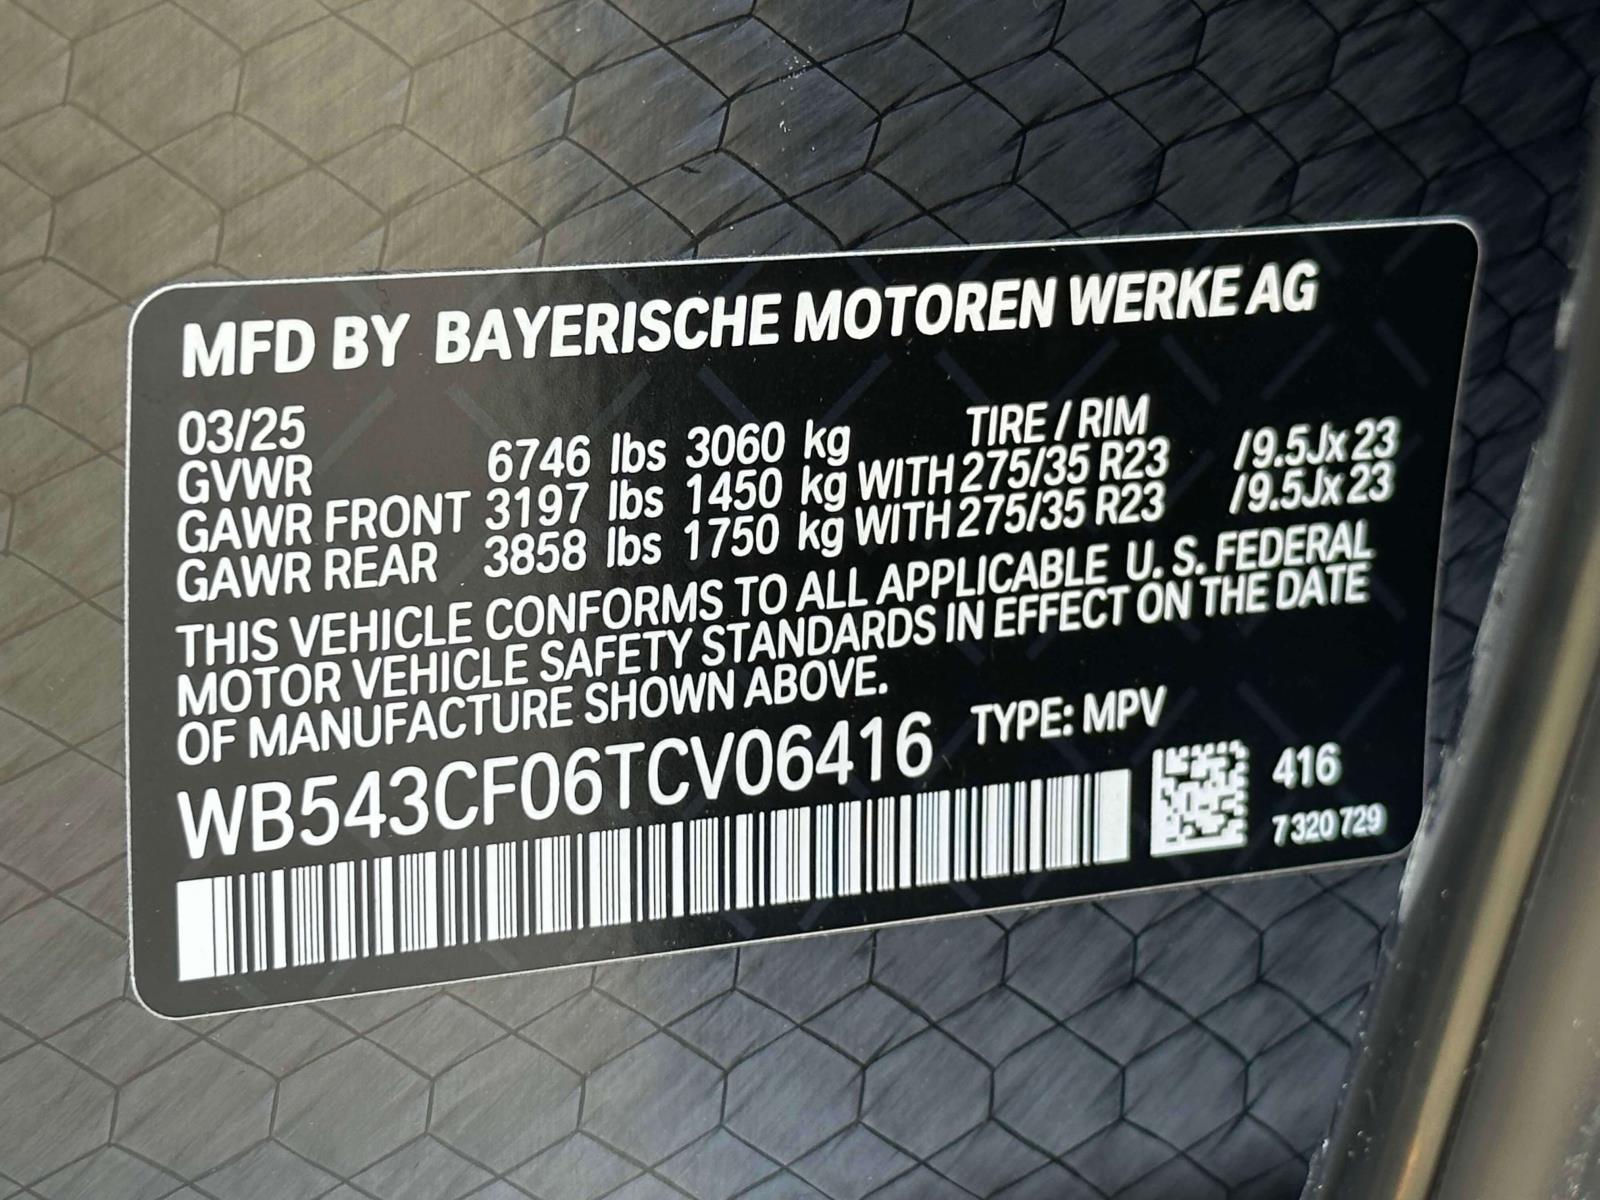 MFD BY BAYERISCHE MOTOREN WERKE AG
03/25 TIRE / RIM
GVWR 6746 lbs 3060 kg
GAWR FRONT 3197 lbs 1450 kg WITH 275/35 R23 /9.5Jx23
GAWR REAR 3858 lbs 1750 kg WITH 275/35 R23 /9.5Jx23
THIS VEHICLE CONFORMS TO ALL APPLICABLE U. S. FEDERAL
MOTOR VEHICLE SAFETY STANDARDS IN EFFECT ON THE DATE
OF MANUFACTURE SHOWN ABOVE.
WB543CF06TCV06416 TYPE: MPV
416
7 320 729